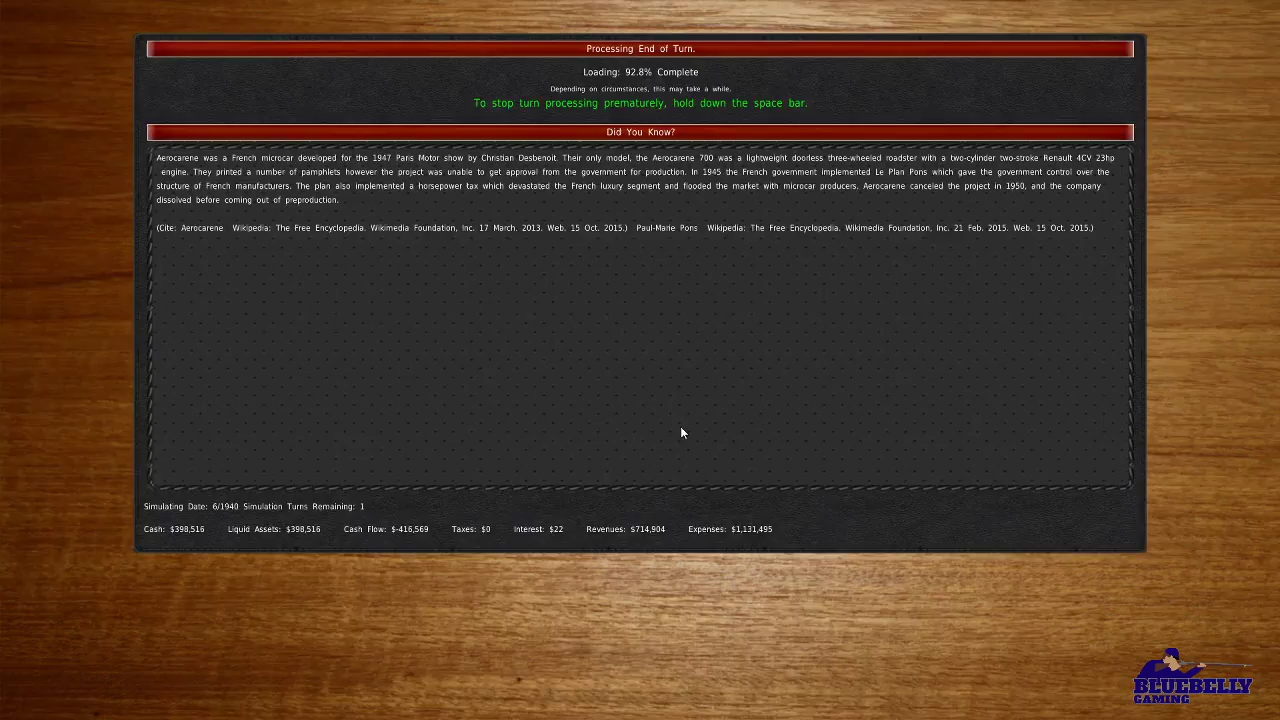 Processing End of Turn.
Loading: 92.8% Complete
Depending on circumstances, this may take a while.
To stop turn processing prematurely, hold down the space bar.
Did You Know?
Aerocarene was a French microcar developed for the 1947 Paris Motor show by Christian Desbenoit. Their only model, the Aerocarene 700 was a lightweight doorless three-wheeled roadster with a two-cylinder two-stroke Renault 4CV 23hp
engine. They printed a number of pamphlets however the project was unable to get approval from the government for production. In 1945 the French government implemented Le Plan Pons which gave the government control over the
structure of French manufacturers. The plan also implemented a horsepower tax which devastated the French luxury segment and flooded the market with microcar producers. Aerocarene canceled the project in 1950, and the company
dissolved before coming out of preproduction.
(Cite: Aerocarene Wikipedia: The Free Encyclopedia. Wikimedia Foundation, Inc. 17 March. 2013. Web. 15 Oct. 2015.) Paul-Marie Pons Wikipedia: The Free Encyclopedia. Wikimedia Foundation, Inc. 21 Feb. 2015. Web. 15 Oct. 2015.)
Simulating Date: 6/1940 Simulation Turns Remaining: 1
Cash: $398,516 Liquid Assets: $398,516 Cash Flow: $-416,569 Taxes: $0 Interest: $22 Revenues: $714,904 Expenses: $1,131,495
BLUEBELLY
GAMING